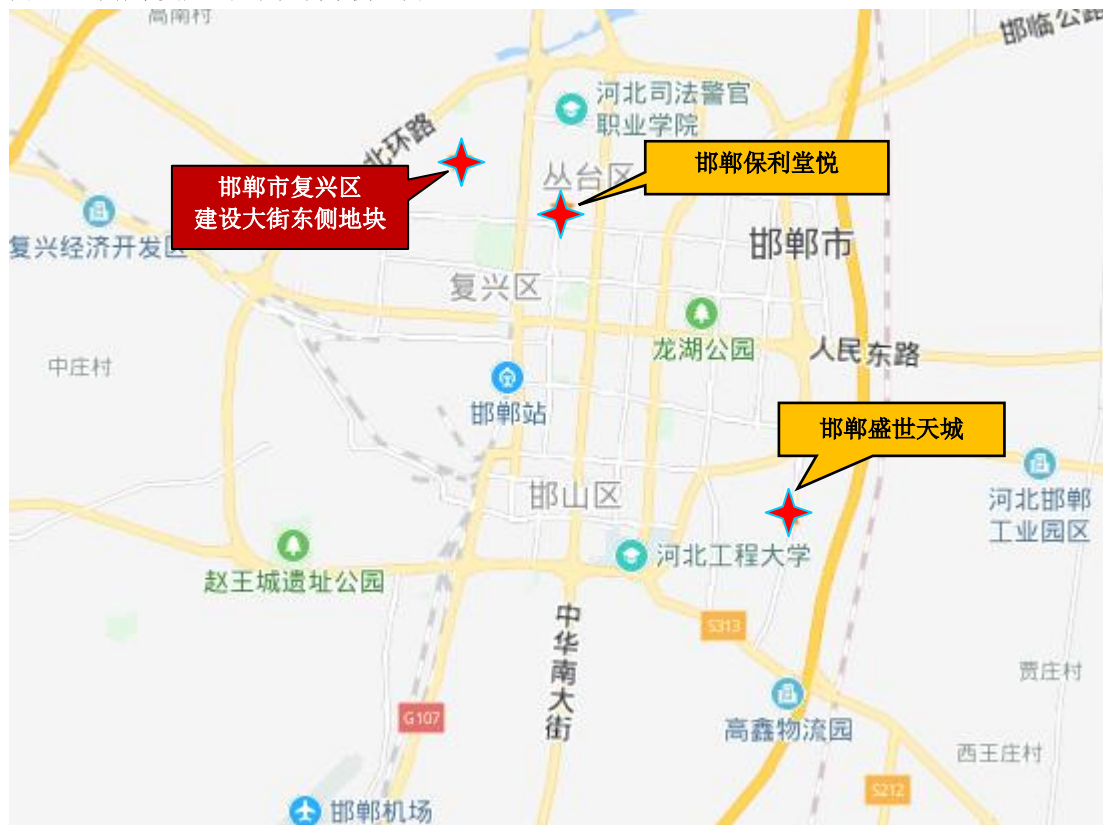 高南村
邯临公路
河北司法警官
职业学院
北环路
邯郸保利堂悦
丛台区
邯郸市复兴区
建设大街东侧地块
复兴经济开发区
邯郸市
复兴区
龙湖公园
人民东路
中庄村
邯郸站
邯郸盛世天城
邯山区
河北邯郸
工业园区
河北工程大学
赵王城遗址公园
中华南大街
S313
贾庄村
G107
高鑫物流园
西王庄村
S212
邯郸机场